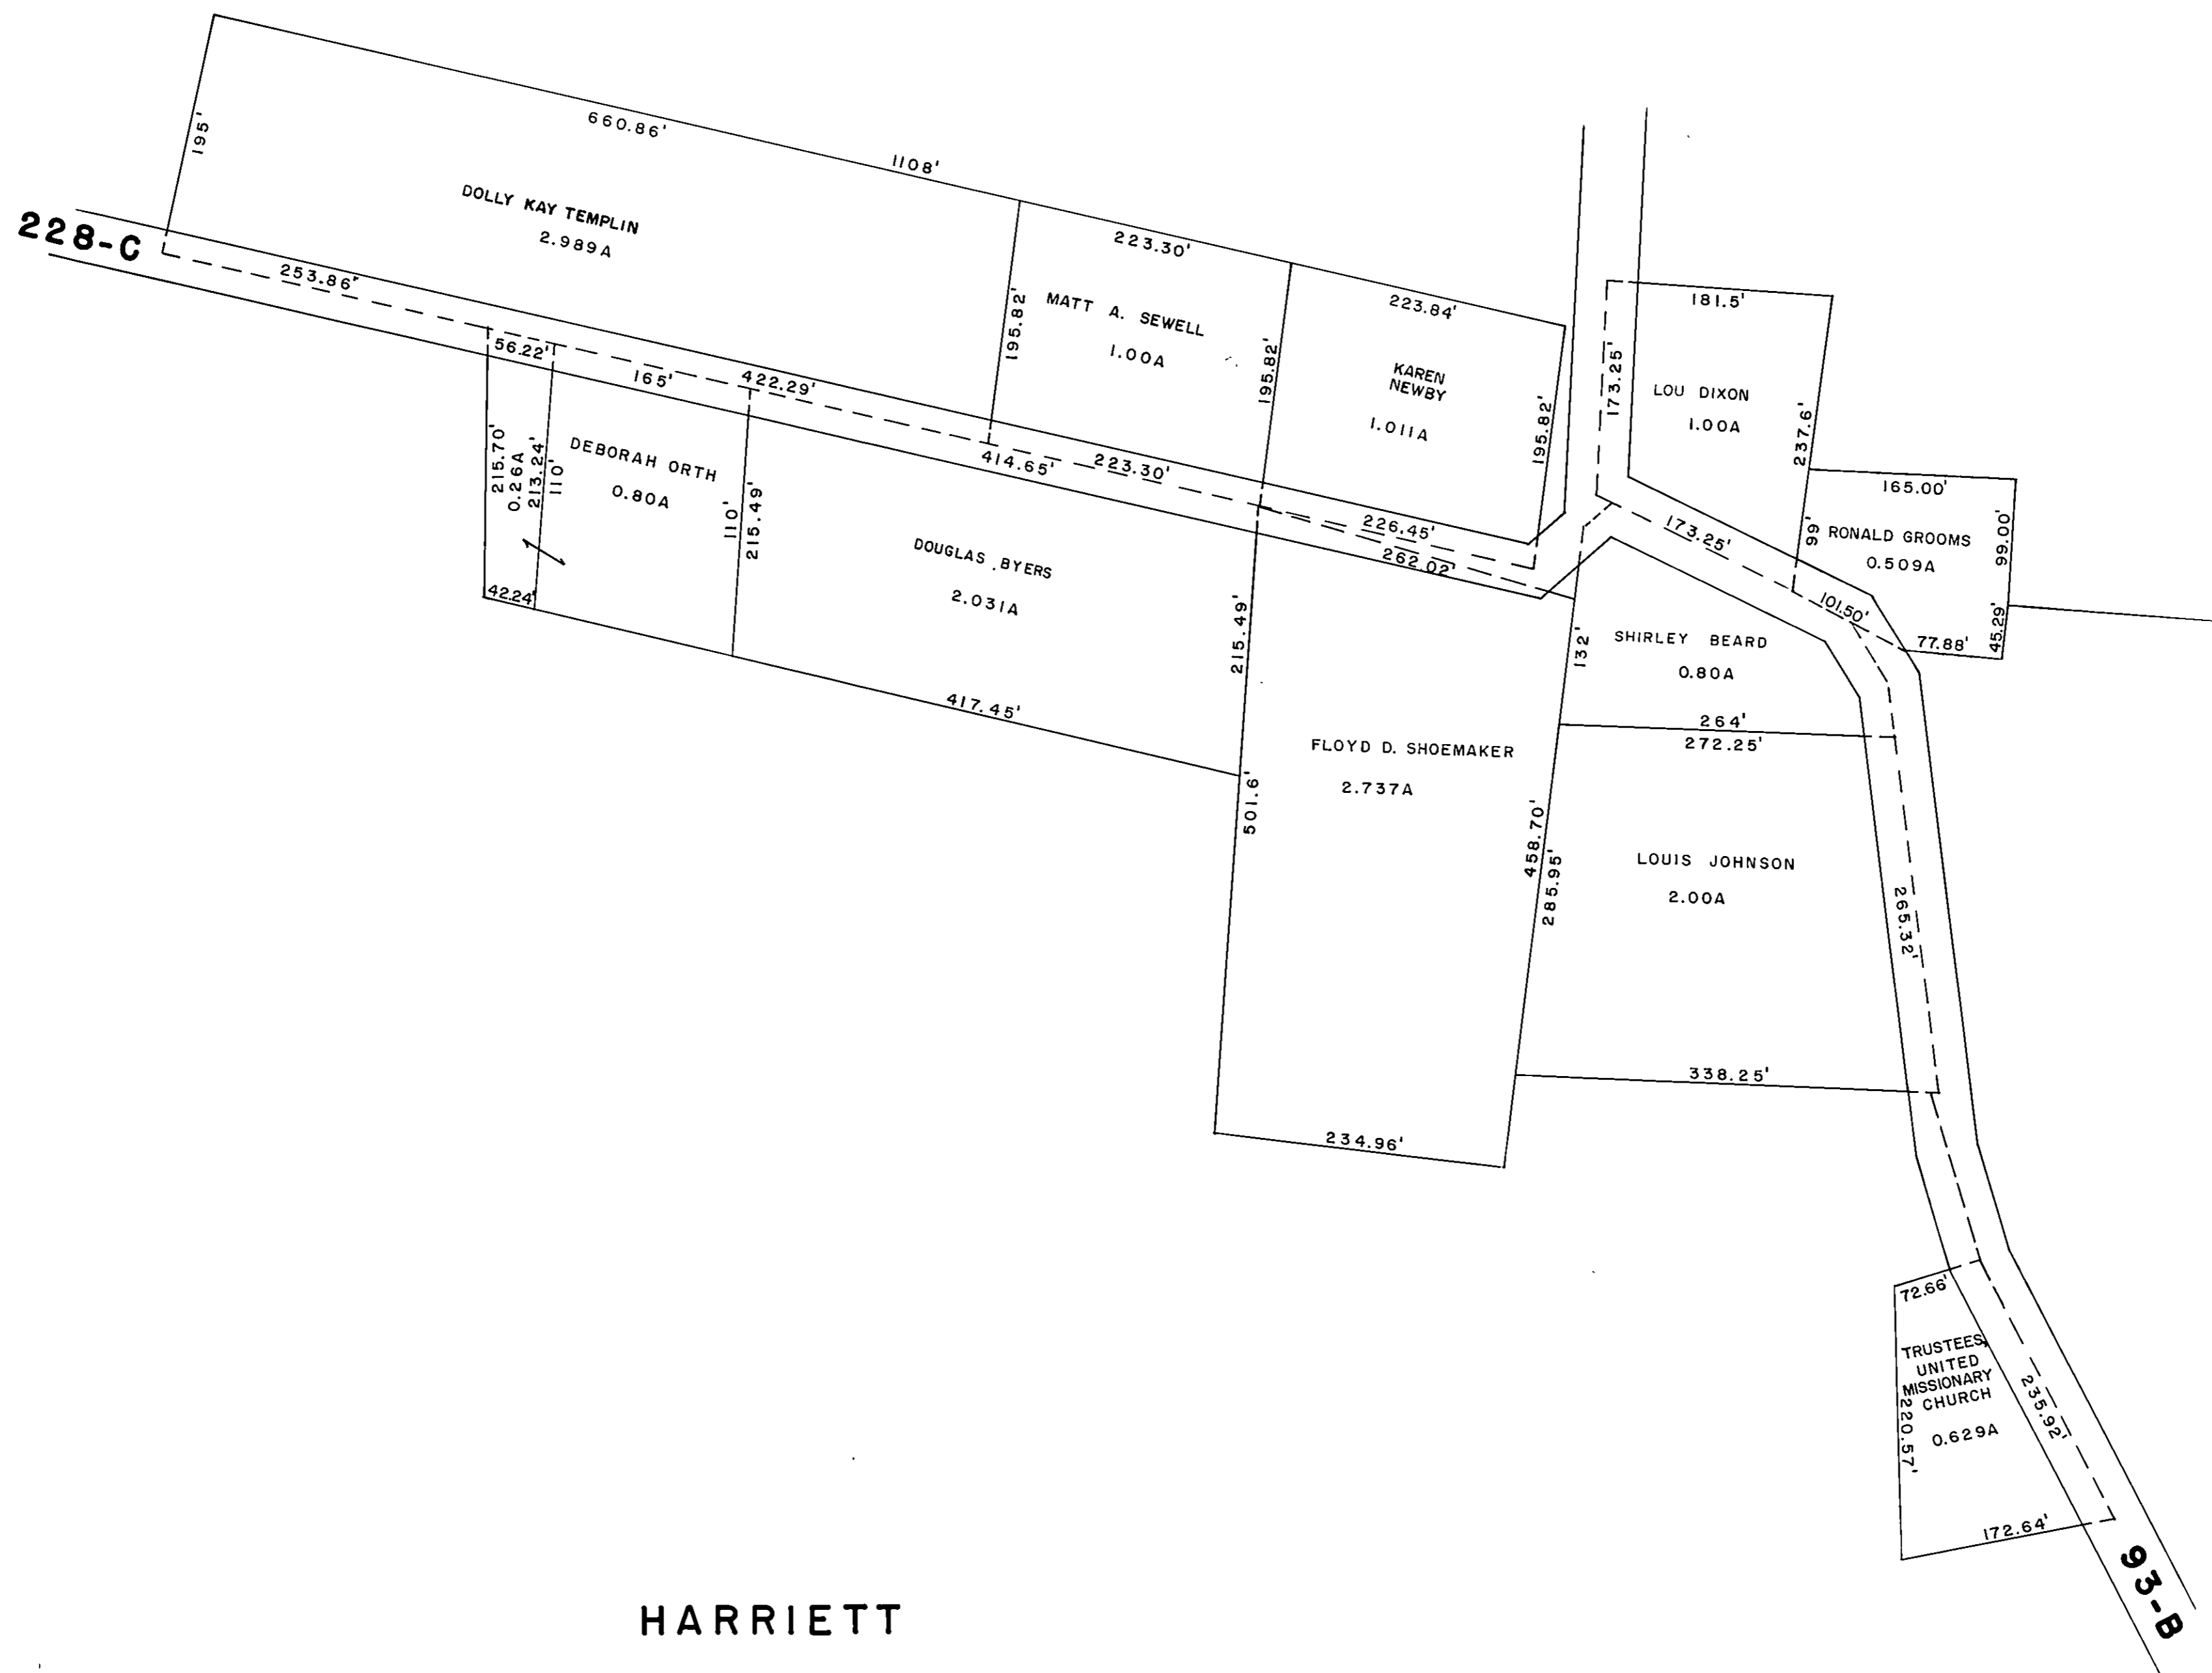 660.86'
1108'
195'
DOLLY KAY TEMPLIN
2.989A
228-C
253.86'
223.30'
MATT A. SEWELL
1.00A
195.82'
195.82'
223.84'
KAREN
NEWBY
1.011A
195.82'
181.5'
173.25'
LOU DIXON
1.00A
237.6'
165.00'
99'
RONALD GROOMS
0.509A
99.00'
45.29'
77.88'
173.25'
101.50'
56.22'
165'
422.29'
414.65'
223.30'
226.45'
262.02'
215.70'
0.26A
213.24'
110'
DEBORAH ORTH
0.80A
110'
215.49'
42.24'
DOUGLAS BYERS
2.031A
417.45'
215.49'
501.6'
FLOYD D. SHOEMAKER
2.737A
234.96'
132'
SHIRLEY BEARD
0.80A
264'
272.25'
458.70'
285.95'
LOUIS JOHNSON
2.00A
265.32'
338.25'
72.66'
TRUSTEES,
UNITED
MISSIONARY
CHURCH
0.629A
220.57'
235.92'
172.64'
93-B
HARRIETT